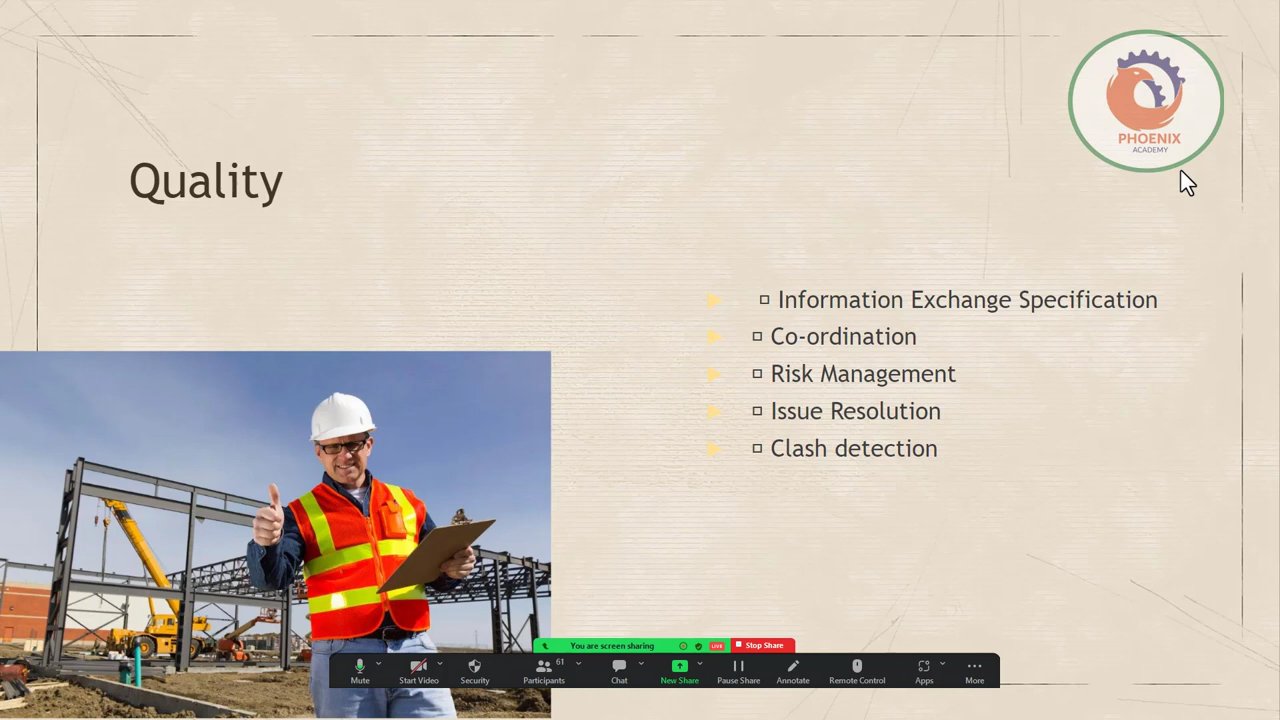 PHOENIX
ACADEMY
Quality
Information Exchange Specification
Co-ordination
Risk Management
Issue Resolution
Clash detection
You are screen sharing
LIVE
Stop Share
61
Mute
Start Video
Security
Participants
Chat
New Share
Pause Share
Annotate
Remote Control
Apps
More